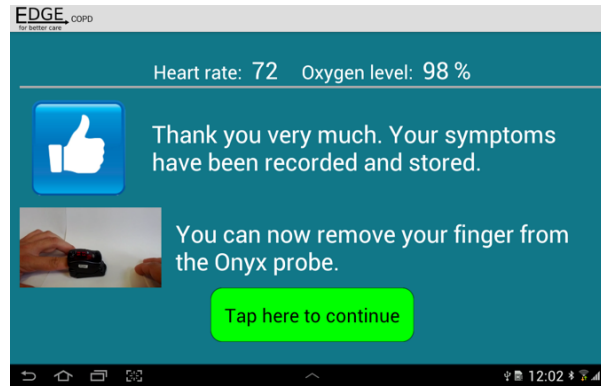 EDGE COPD
for better care
Heart rate: 72 Oxygen level: 98 %
Thank you very much. Your symptoms
have been recorded and stored.
You can now remove your finger from
the Onyx probe.
Tap here to continue
12:02